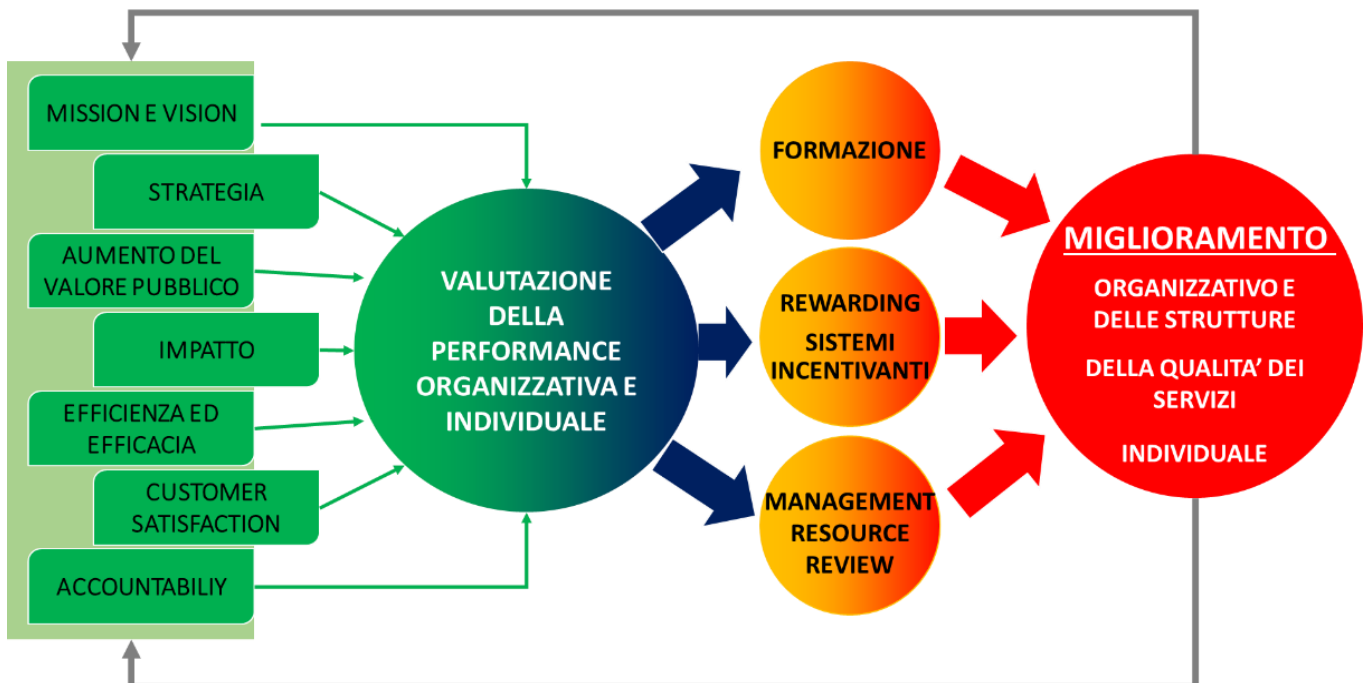 MISSION E VISION
STRATEGIA
AUMENTO DEL
VALORE PUBBLICO
IMPATTO
EFFICIENZA ED
EFFICACIA
CUSTOMER
SATISFACTION
ACCOUNTABILIY
VALUTAZIONE
DELLA
PERFORMANCE
ORGANIZZATIVA E
INDIVIDUALE
FORMAZIONE
REWARDING
SISTEMI
INCENTIVANTI
MANAGEMENT
RESOURCE
REVIEW
MIGLIORAMENTO
ORGANIZZATIVO E
DELLE STRUTTURE
DELLA QUALITA’ DEI
SERVIZI
INDIVIDUALE